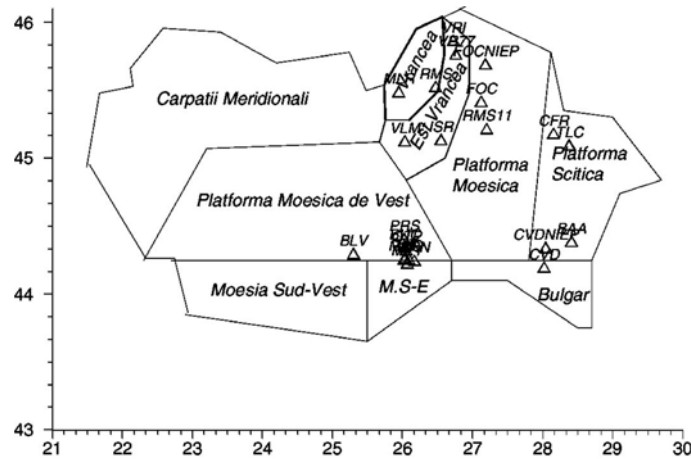 46
45
44
43
21 22 23 24 25 26 27 28 29 30
VRI
FOCNIEP
Vrancea
MNT
RMS
FOC
Carpatii Meridionali
Est Vrancea
RMS11
VLM
ISR
CFR
TLC
Platforma
Moesica
Platforma
Scitica
Platforma Moesica de Vest
PRS
BLV
CVDNIEP
BAA
CVD
Moesia Sud-Vest
M.S-E
Bulgar